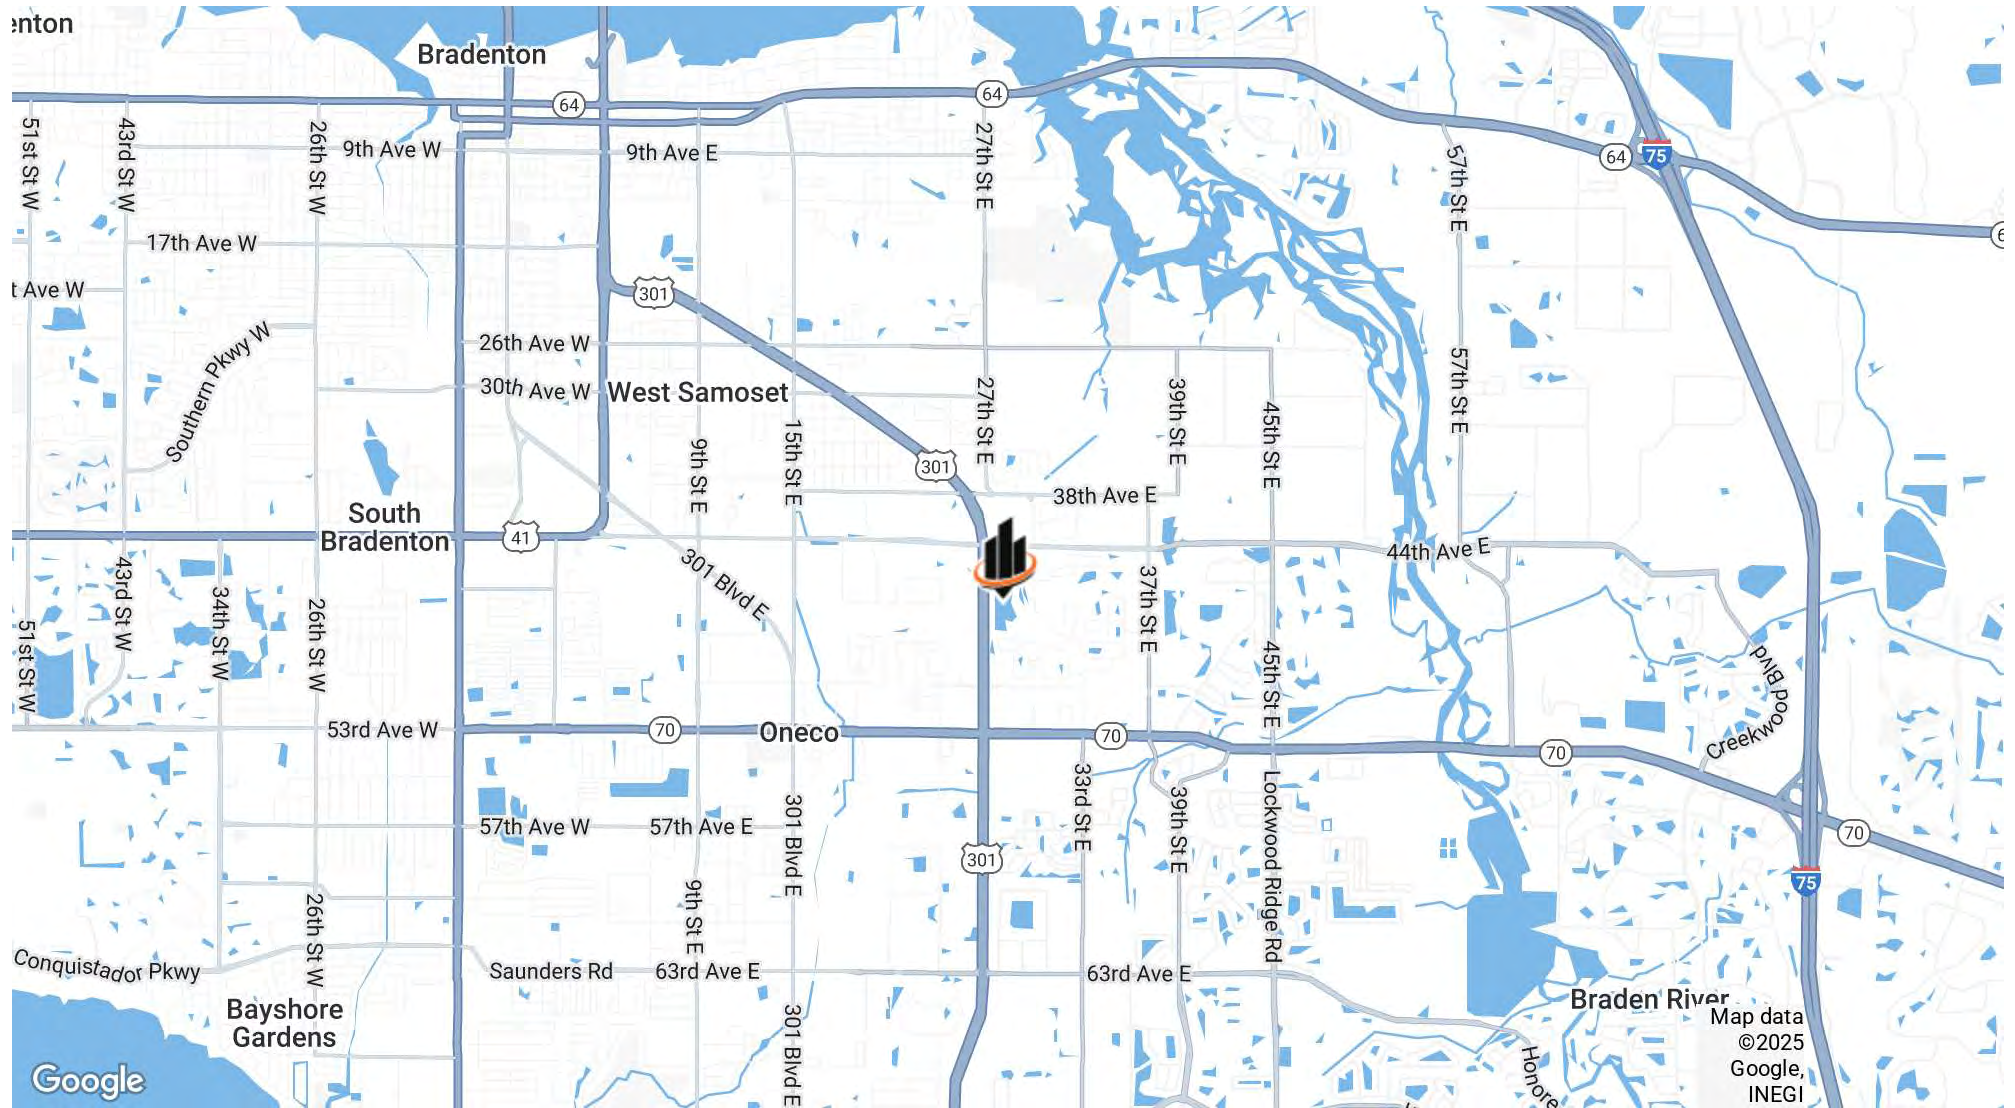 enton
Bradenton
64
64
51st St W
43rd St W
26th St W
9th Ave W
9th Ave E
27th St E
57th St E
64
75
17th Ave W
6
t Ave W
301
Southern Pkwy W
26th Ave W
30th Ave W
West Samoset
27th St E
39th St E
45th St E
57th St E
9th St E
15th St E
301
38th Ave E
South
Bradenton
41
44th Ave E
43rd St W
34th St W
26th St W
51st St W
301 Blvd E
37th St E
45th St E
Creekwood Blvd
53rd Ave W
70
Oneco
70
70
57th Ave W
57th Ave E
301 Blvd E
33rd St E
39th St E
Lockwood Ridge Rd
70
301
75
26th St W
9th St E
Conquistador Pkwy
Saunders Rd
63rd Ave E
63rd Ave E
Bayshore
Gardens
301 Blvd E
Braden River
Honore
Map data
©2025
Google,
INEGI
Google